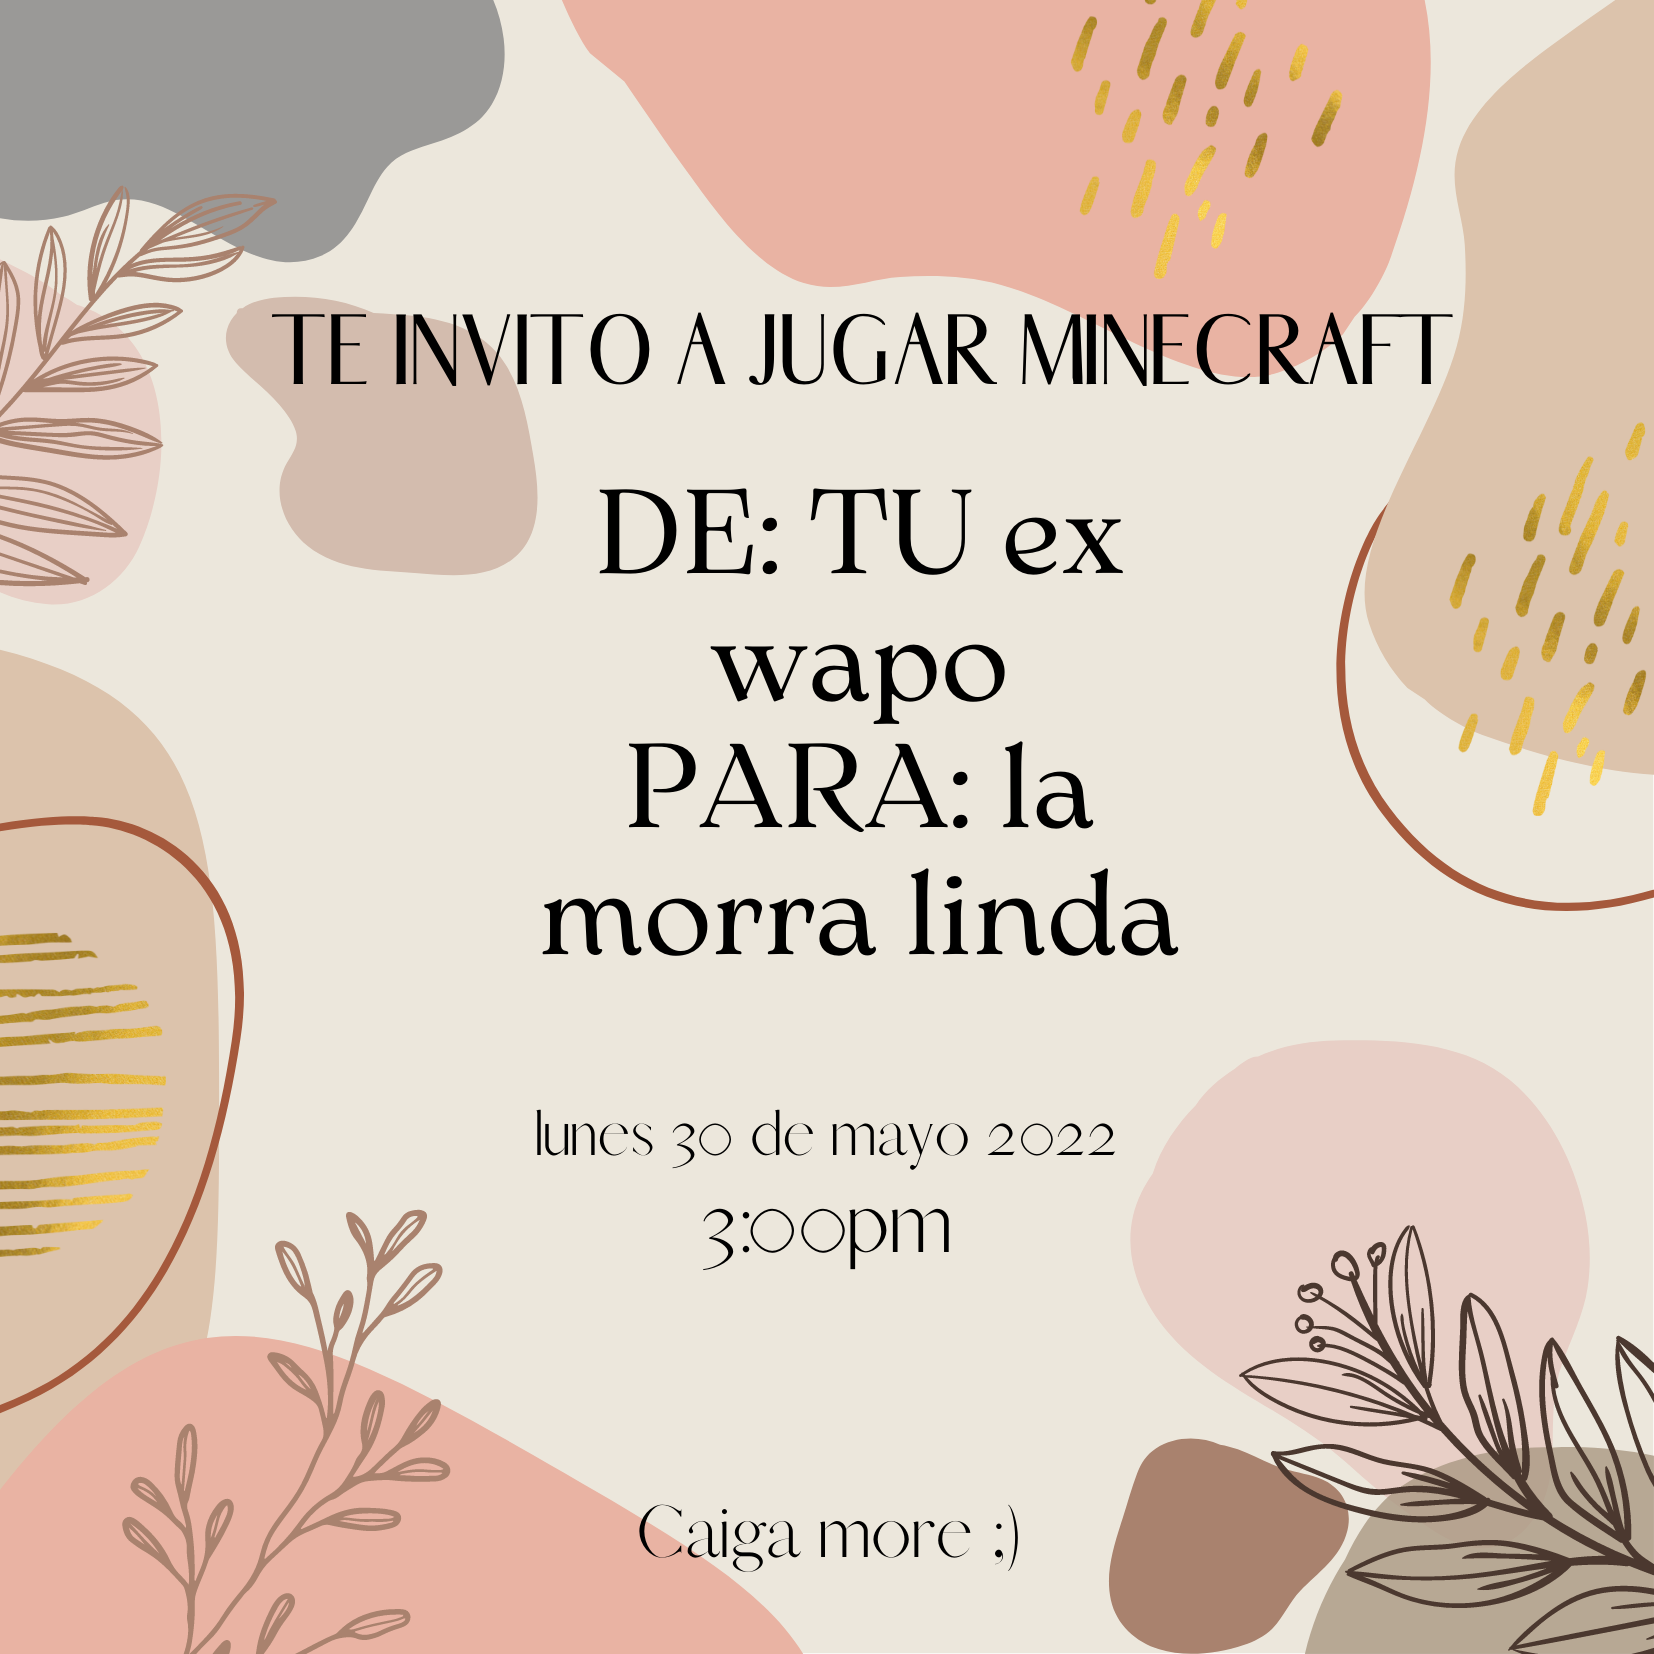 TE INVITO A JUGAR MINECRAFT
DE: TU ex
wapo
PARA: la
morra linda
lunes 30 de mayo 2022
3:00pm
Caiga more ;)